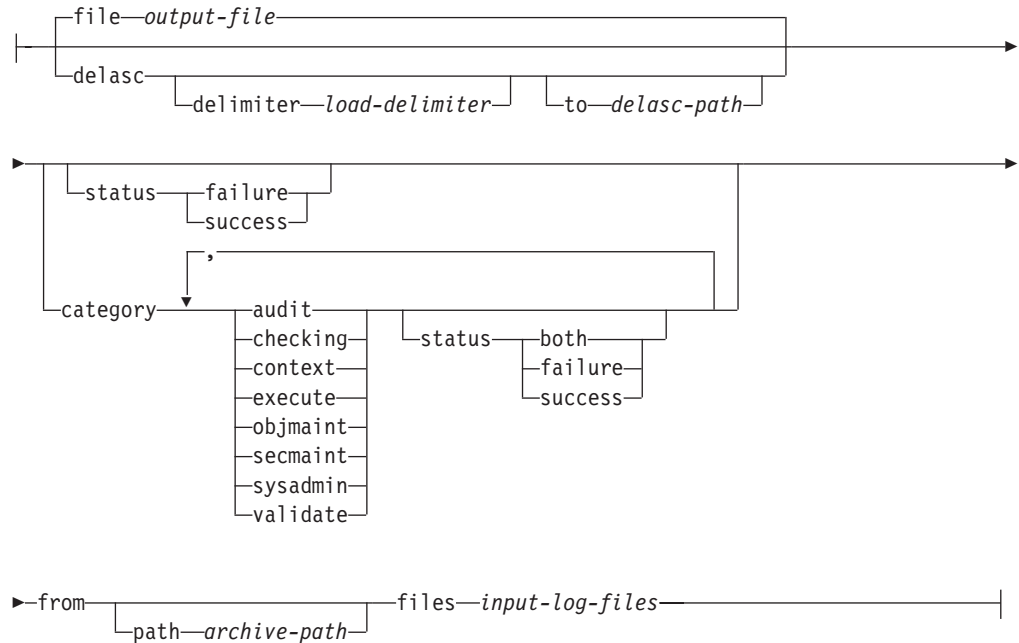 file output-file
delasc
delimiter load-delimiter to delasc-path
status failure
success
,
category audit
checking status both
context failure
execute success
objmaint
secmaint
sysadmin
validate
from files input-log-files
path archive-path